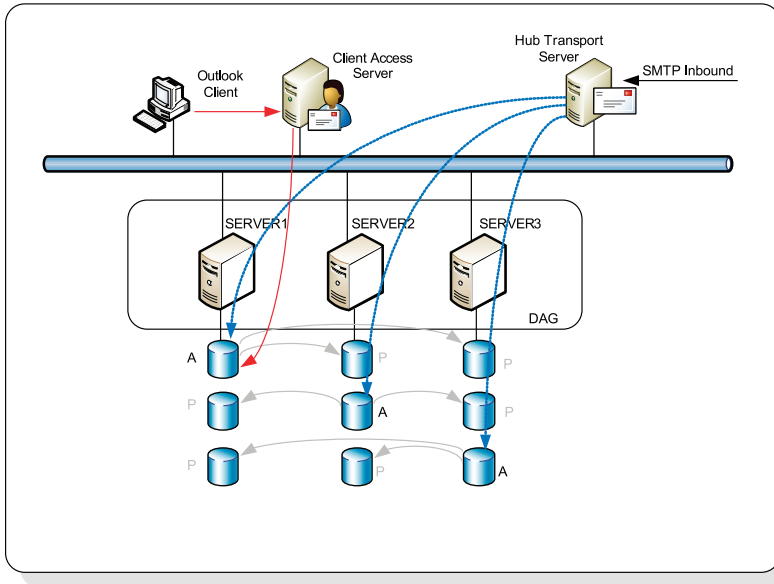 Hub Transport
Server
Client Access
Server
SMTP Inbound
Outlook
Client
SERVER1
SERVER2
SERVER3
DAG
A
P
P
P
A
P
P
P
A